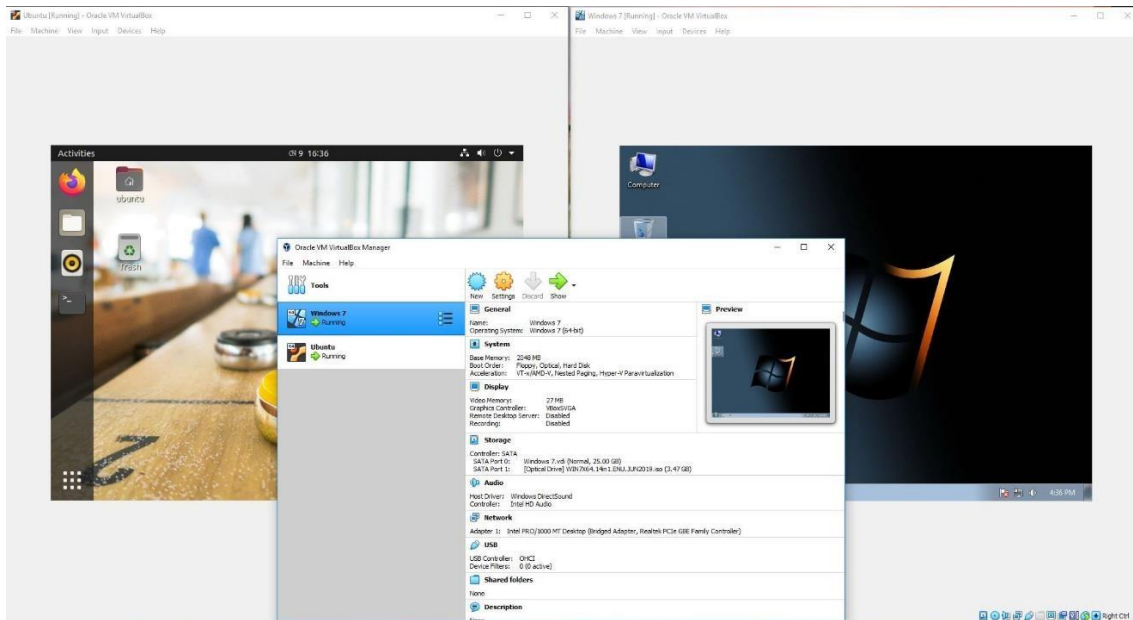 Ubuntu [Running] - Oracle VM VirtualBox
File Machine View Input Devices Help
Windows 7 [Running] - Oracle VM VirtualBox
File Machine View Input Devices Help
Activities
9 16:36
ubuntu
Trash
Computer
4:36 PM
Right Ctrl
Oracle VM VirtualBox Manager
File Machine Help
Tools
Windows 7
Running
Ubuntu
Running
New Settings Discard Show
General
Name: Windows 7
Operating System: Windows 7 (64-bit)
System
Base Memory: 2048 MB
Boot Order: Floppy, Optical, Hard Disk
Acceleration: VT-x/AMD-V, Nested Paging, Hyper-V Paravirtualization
Display
Video Memory: 27 MB
Graphics Controller: VBoxSVGA
Remote Desktop Server: Disabled
Recording: Disabled
Storage
Controller: SATA
SATA Port 0: Windows 7.vdi (Normal, 25.00 GB)
SATA Port 1: [Optical Drive] WIN7X64.14in1.ENU.JUN2019.iso (3.47 GB)
Audio
Host Driver: Windows DirectSound
Controller: Intel HD Audio
Network
Adapter 1: Intel PRO/1000 MT Desktop (Bridged Adapter, Realtek PCIe GBE Family Controller)
USB
USB Controller: OHCI
Device Filters: 0 (0 active)
Shared folders
None
Description
Preview